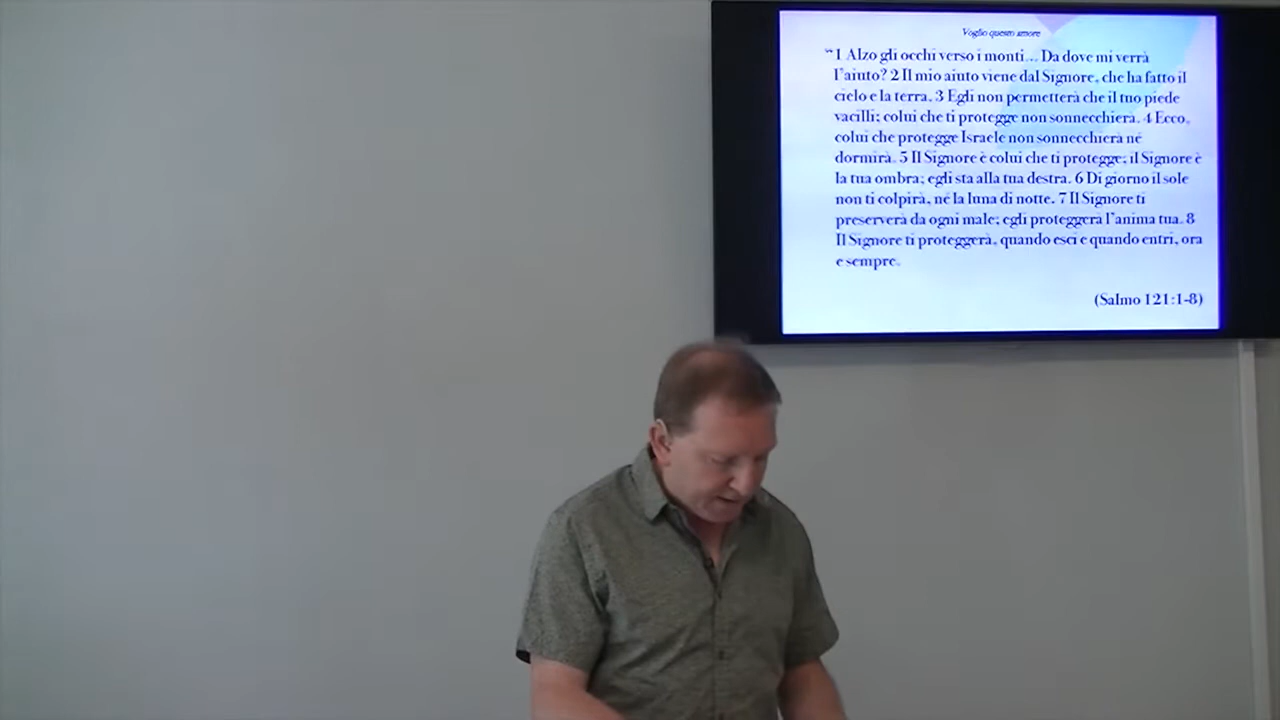 Voglio questo amore
“1 Alzo gli occhi verso i monti... Da dove mi verrà
l’aiuto? 2 Il mio aiuto viene dal Signore, che ha fatto il
cielo e la terra. 3 Egli non permetterà che il tuo piede
vacilli; colui che ti protegge non sonnecchierà. 4 Ecco,
colui che protegge Israele non sonnecchierà né
dormirà. 5 Il Signore è colui che ti protegge; il Signore è
la tua ombra; egli sta alla tua destra. 6 Di giorno il sole
non ti colpirà, né la luna di notte. 7 Il Signore ti
preserverà da ogni male; egli proteggerà l’anima tua. 8
Il Signore ti proteggerà, quando esci e quando entri, ora
e sempre.
(Salmo 121:1-8)